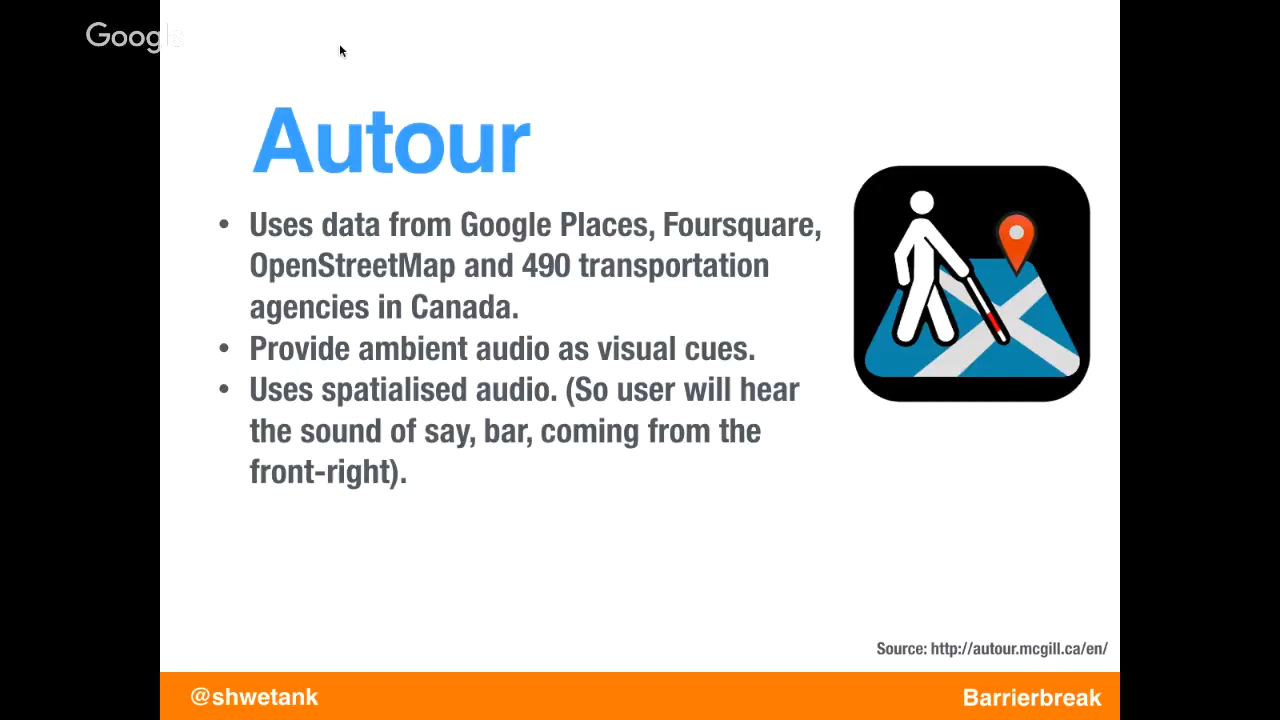 Google
Autour
• Uses data from Google Places, Foursquare,
OpenStreetMap and 490 transportation
agencies in Canada.
• Provide ambient audio as visual cues.
• Uses spatialised audio. (So user will hear
the sound of say, bar, coming from the
front-right).
Source: http://autour.mcgill.ca/en/
@shwetank
Barrierbreak